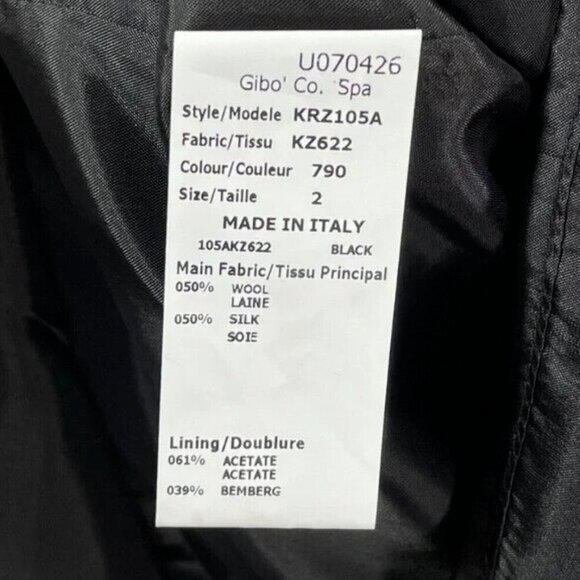 U070426
Gibo' Co. Spa
Style/Modele KRZ105A
Fabric/Tissu KZ622
Colour/Couleur 790
Size/Taille 2
MADE IN ITALY
105AKZ622 BLACK
Main Fabric/Tissu Principal
050% WOOL
LAINE
050% SILK
SOIE
Lining/Doublure
061% ACETATE
ACETATE
039% BEMBERG